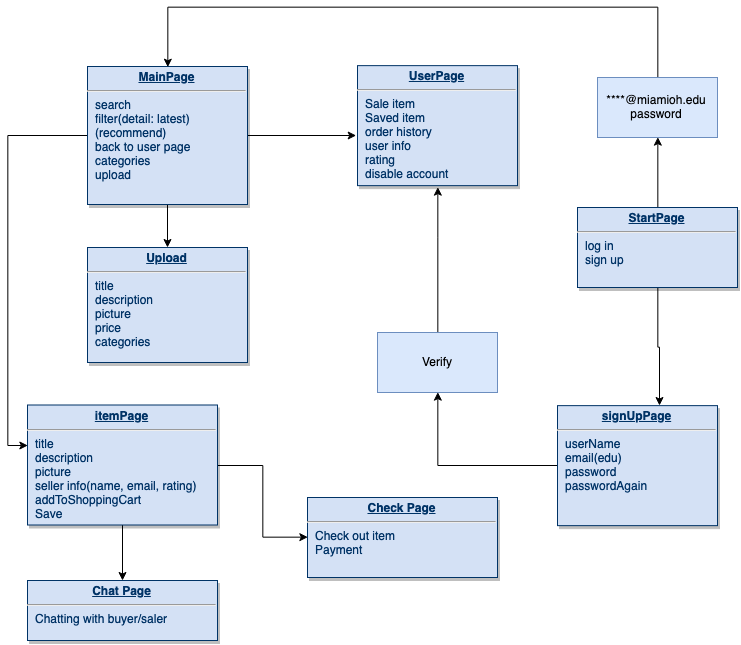 MainPage
search
filter(detail: latest)
(recommend)
back to user page
categories
upload
UserPage
Sale item
Saved item
order history
user info
rating
disable account
****@miamioh.edu
password
StartPage
log in
sign up
Upload
title
description
picture
price
categories
Verify
itemPage
title
description
picture
seller info(name, email, rating)
addToShoppingCart
Save
signUpPage
userName
email(edu)
password
passwordAgain
Check Page
Check out item
Payment
Chat Page
Chatting with buyer/saler